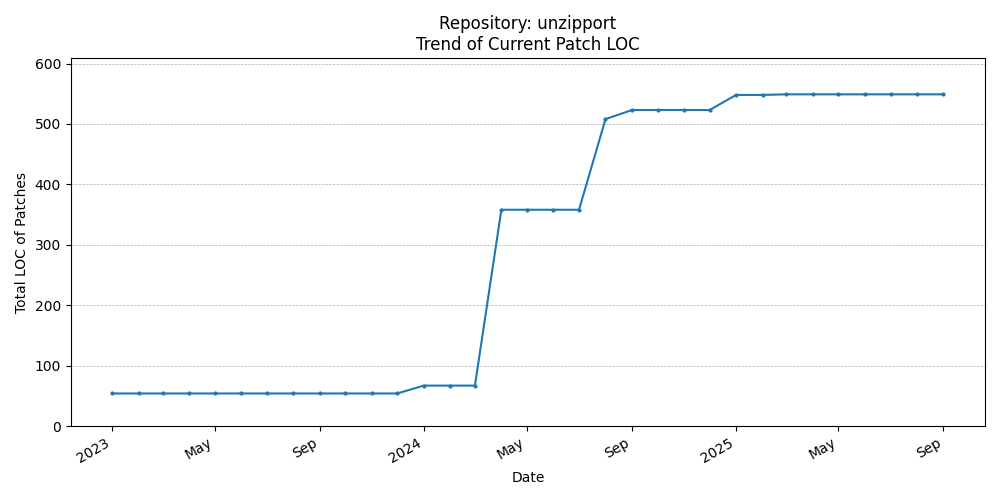 Repository: unzipport
Trend of Current Patch LOC
600
500
400
300
200
100
0
Total LOC of Patches
2023
May
Sep
2024
May
Sep
2025
May
Sep
Date